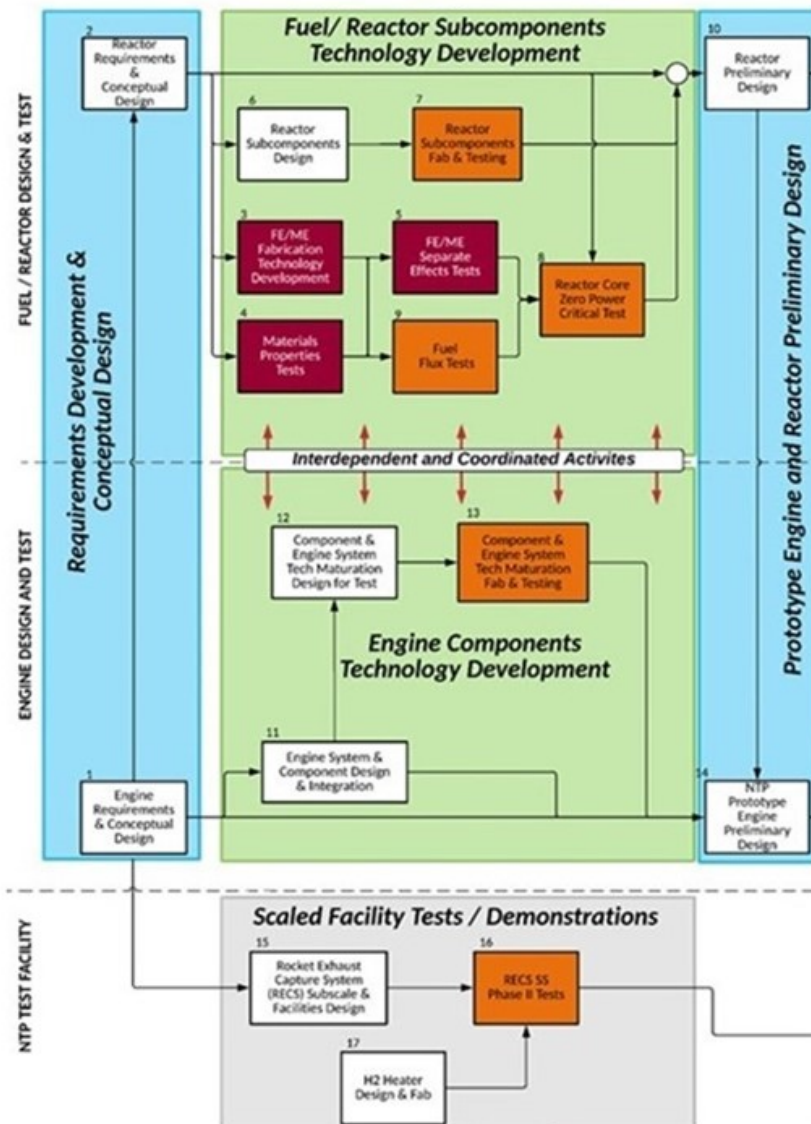 FUEL / REACTOR DESIGN & TEST
ENGINE DESIGN AND TEST
NTP TEST FACILITY
Requirements Development &
Conceptual Design
2
Reactor
Requirements
&
Conceptual
Design
1
Engine
Requirements
& Conceptual
Design
Fuel/ Reactor Subcomponents
Technology Development
6
Reactor
Subcomponents
Design
7
Reactor
Subcomponents
Fab & Testing
3
FE/ME
Fabrication
Technology
Development
5
FE/ME
Separate
Effects Tests
4
Materials
Properties
Tests
9
Fuel
Flux Tests
8
Reactor Core
Zero Power
Critical Test
Interdependent and Coordinated Activites
12
Component &
Engine System
Tech Maturation
Design for Test
13
Component &
Engine System
Tech Maturation
Fab & Testing
Engine Components
Technology Development
11
Engine System &
Component Design
& Integration
10
Reactor
Preliminary
Design
Prototype Engine and Reactor Preliminary Design
14
NTP
Prototype
Engine
Preliminary
Design
Scaled Facility Tests / Demonstrations
15
Rocket Exhaust
Capture System
(RECS) Subscale &
Facilities Design
16
RECS SS
Phase II Tests
17
H2 Heater
Design & Fab